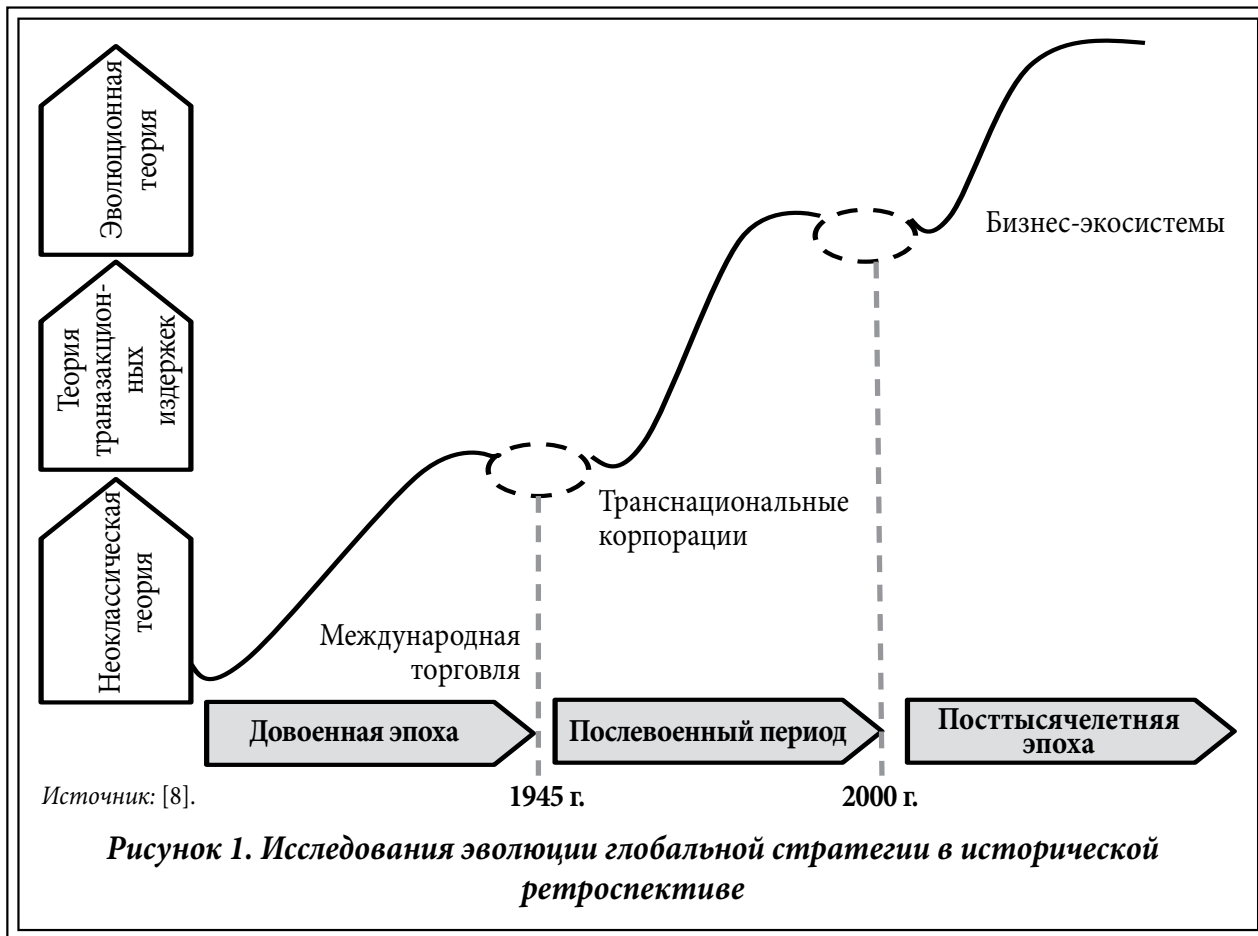 Эволюционная
теория
Теория
траназакцион-
ных
издержек
Неоклассическая
теория
Бизнес-экосистемы
Транснациональные
корпорации
Международная
торговля
Довоенная эпоха
Послевоенный период
Посттысячелетняя
эпоха
Источник: [8].
1945 г.
2000 г.
Рисунок 1. Исследования эволюции глобальной стратегии в исторической
ретроспективе